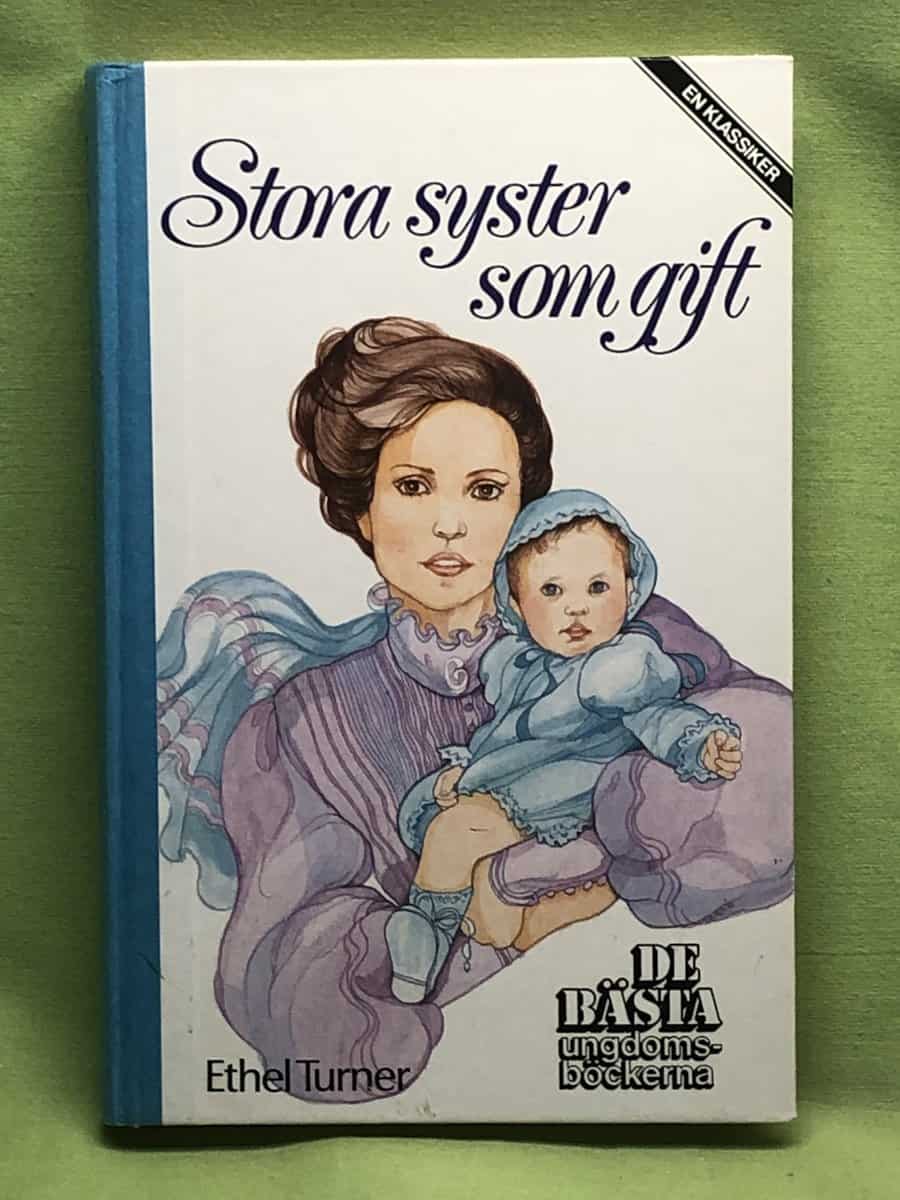 EN KLASSIKER
Stora syster
som gift
DE
BÄSTA
ungdoms-
böckerna
Ethel Turner